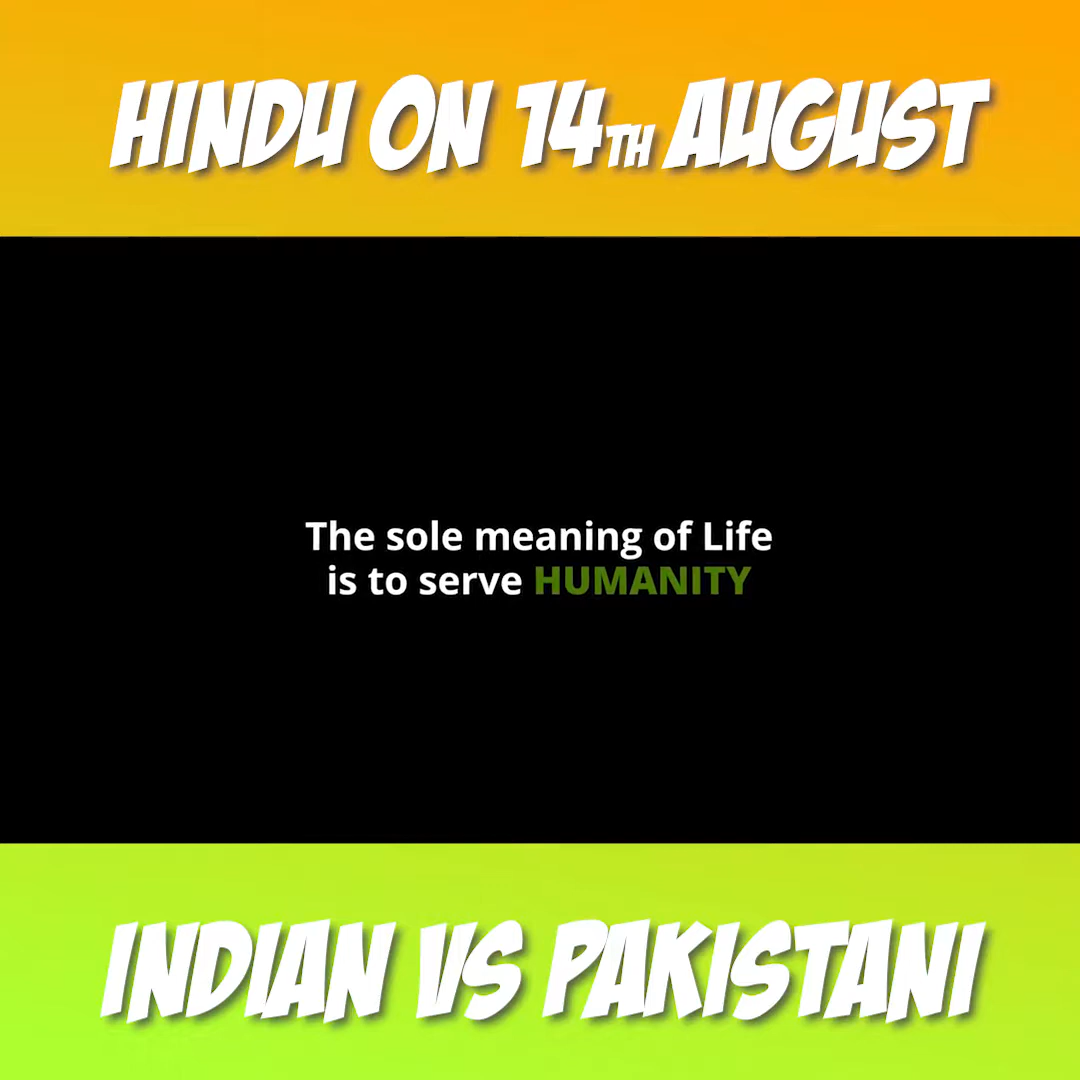 HINDU ON 14TH AUGUST
The sole meaning of Life
is to serve HUMANITY
INDIAN VS PAKISTANI